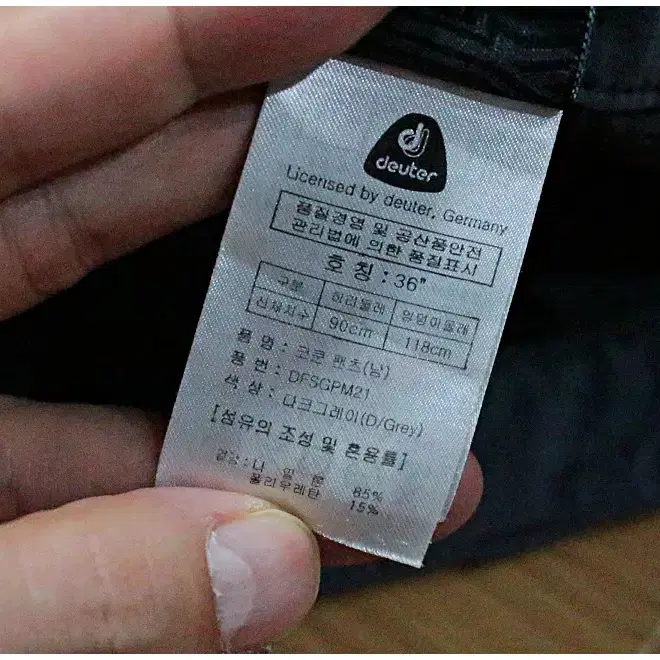 deuter
Licensed by deuter, Germany
품질경영 및 공산품안전
관리법에 의한 품질표시
호 칭 : 36"
구분 허리둘레 엉덩이둘레
신체치수 90cm 118cm
품 명 : 코쿤 팬츠(남)
품 번 : DFSGPM21
색 상 : 다크그레이(D/Grey)
[섬유의 조성 및 혼용률]
겉감 : 나 일 론 85%
폴리우레탄 15%